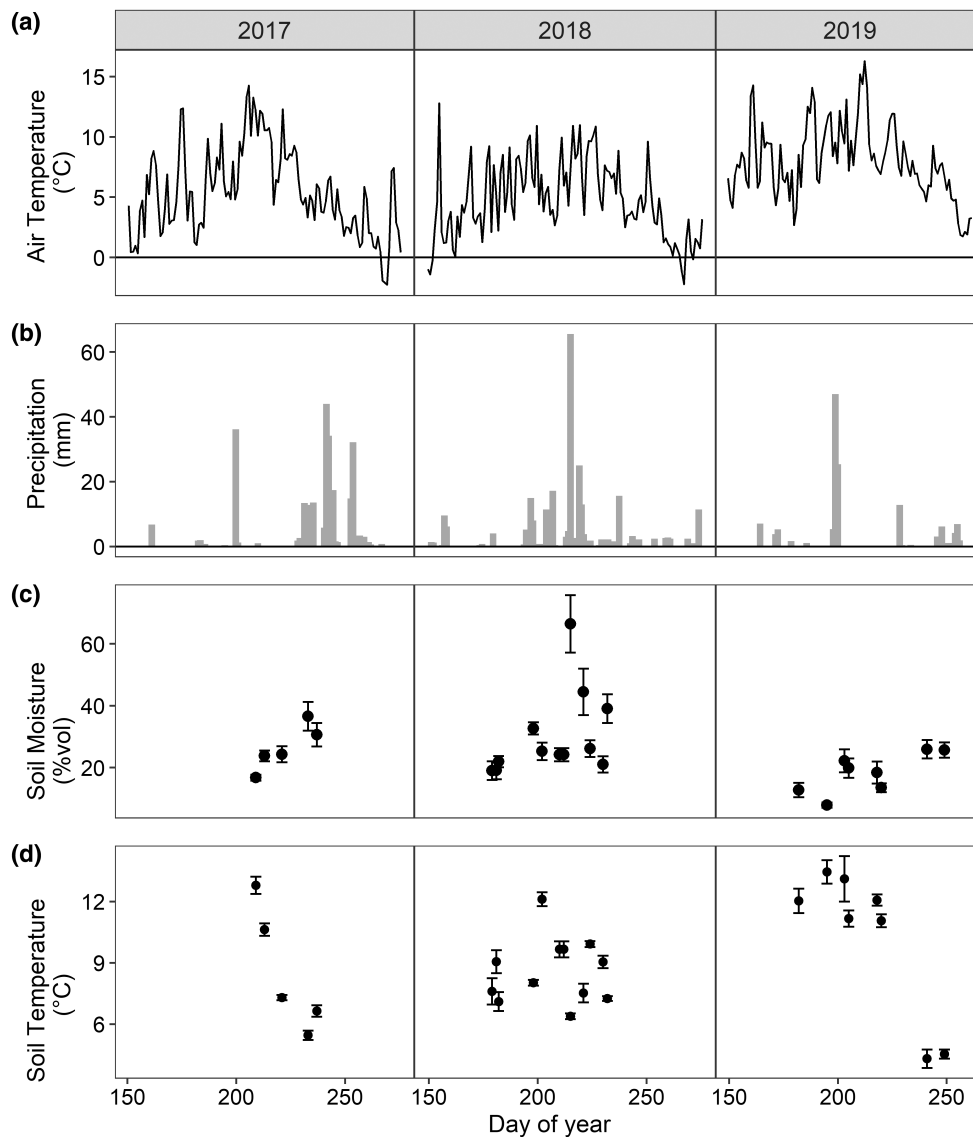 (a)
2017 2018 2019
Air Temperature
(°C)
15
10
5
0
(b)
Precipitation
(mm)
60
40
20
0
(c)
Soil Moisture
(%vol)
60
40
20
(d)
Soil Temperature
(°C)
12
9
6
150 200 250 150 200 250 150 200 250
Day of year